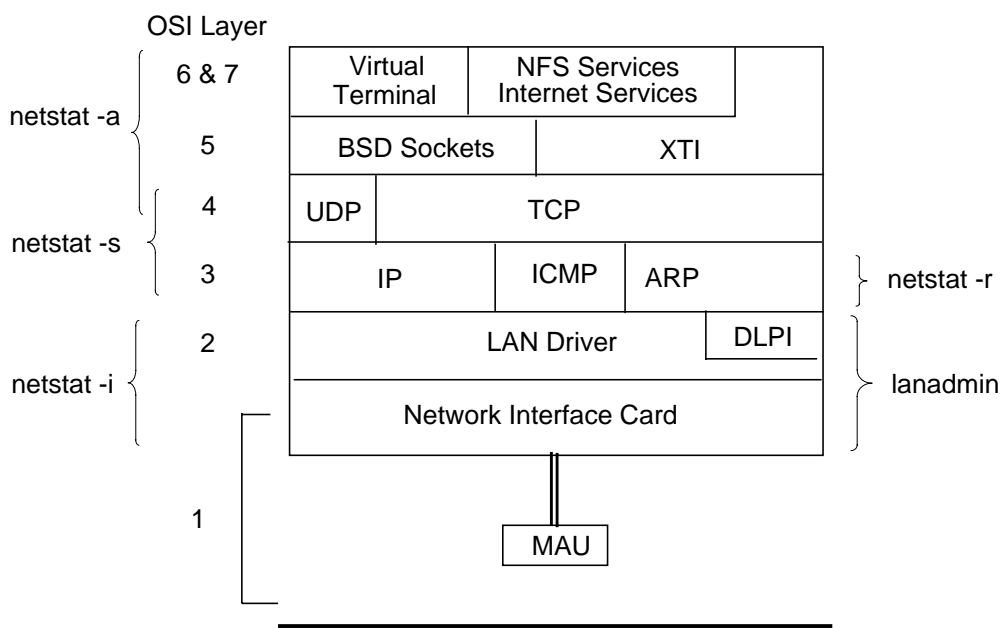 OSI Layer
6 & 7
Virtual
Terminal
NFS Services
Internet Services
netstat -a
5
BSD Sockets
XTI
4
UDP
TCP
netstat -s
3
IP
ICMP
ARP
netstat -r
2
LAN Driver
DLPI
netstat -i
lanadmin
Network Interface Card
1
MAU